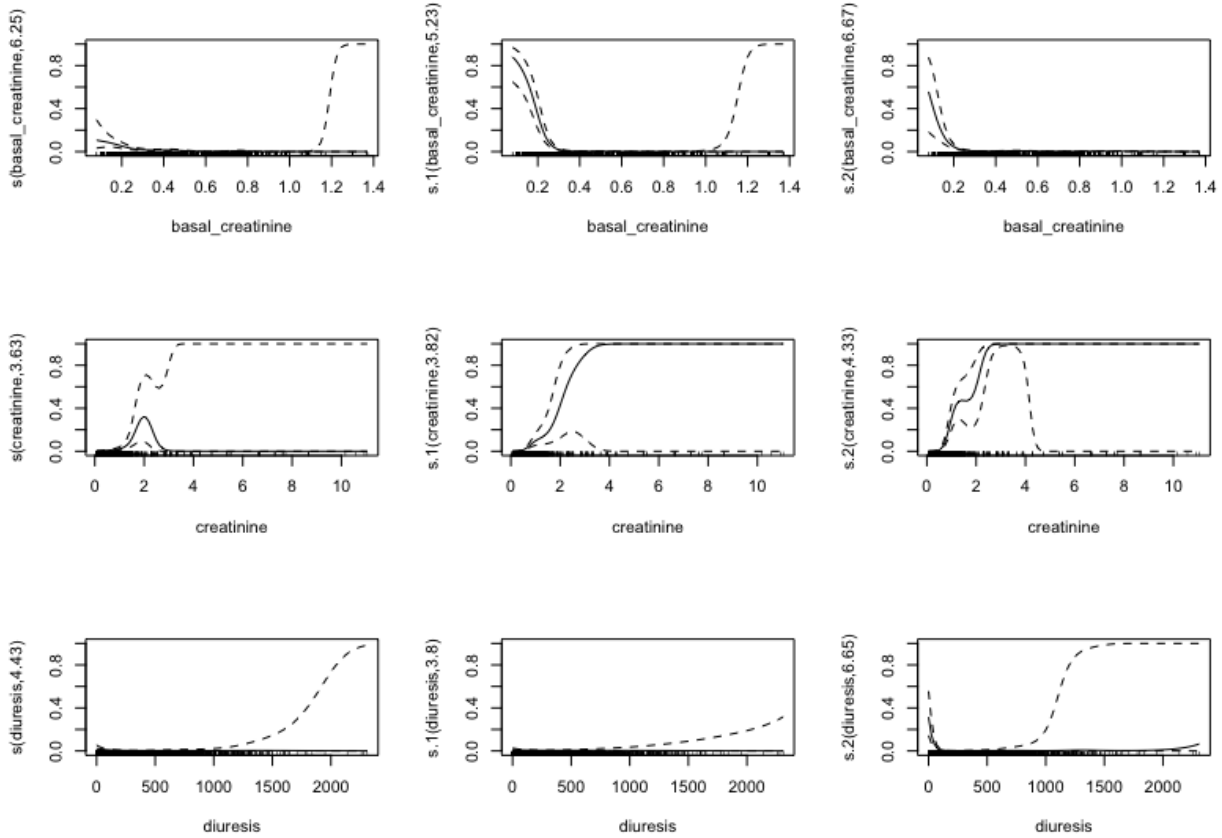 s(basal_creatinine,6.25)
0.0 0.4 0.8
0.2 0.4 0.6 0.8 1.0 1.2 1.4
basal_creatinine
s.1(basal_creatinine,5.23)
0.0 0.4 0.8
0.2 0.4 0.6 0.8 1.0 1.2 1.4
basal_creatinine
s.2(basal_creatinine,6.67)
0.0 0.4 0.8
0.2 0.4 0.6 0.8 1.0 1.2 1.4
basal_creatinine
s(creatinine,3.63)
0.0 0.4 0.8
0 2 4 6 8 10
creatinine
s.1(creatinine,3.82)
0.0 0.4 0.8
0 2 4 6 8 10
creatinine
s.2(creatinine,4.33)
0.0 0.4 0.8
0 2 4 6 8 10
creatinine
s(diuresis,4.43)
0.0 0.4 0.8
0 500 1000 2000
diuresis
s.1(diuresis,3.8)
0.0 0.4 0.8
0 500 1000 2000
diuresis
s.2(diuresis,6.65)
0.0 0.4 0.8
0 500 1000 2000
diuresis